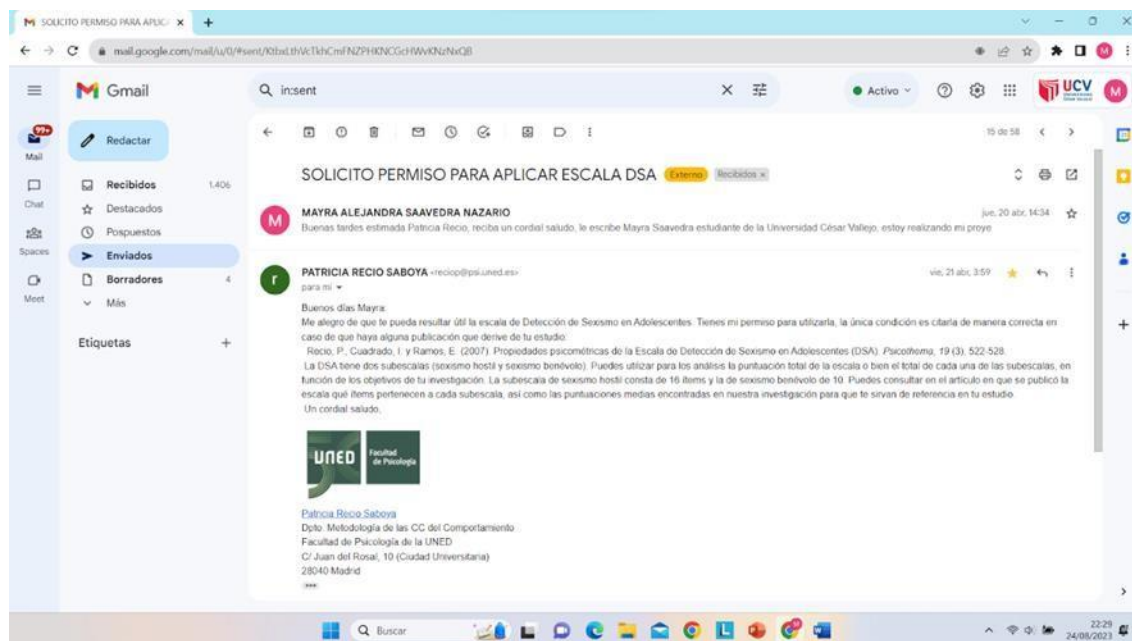 SOLICITO PERMISO PARA APLIC
mail.google.com/mail/u/0/#sent/
Gmail
in:sent
Activo
UCV
M
99+
Mail
Redactar
15 de 58
Recibidos 1.406
SOLICITO PERMISO PARA APLICAR ESCALA DSA Externo Recibidos x
Chat
Destacados
Pospuestos
M
MAYRA ALEJANDRA SAAVEDRA NAZARIO
jue, 20 abr, 14:34
Buenas tardes estimada Patricia Recio, reciba un cordial saludo, le escribe Mayra Saavedra estudiante de la Universidad César Vallejo, estoy realizando mi proye
Spaces
Enviados
Borradores 4
Meet
Más
Etiquetas
r
PATRICIA RECIO SABOYA <reciop@psi.uned.es>
vie, 21 abr, 3:59
para mí
Buenos días Mayra:
Me alegro de que te pueda resultar útil la escala de Detección de Sexismo en Adolescentes. Tienes mi permiso para utilizarla, la única condición es citarla de manera correcta en
caso de que haya alguna publicación que derive de tu estudio:
Recio, P., Cuadrado, I. y Ramos, E. (2007). Propiedades psicométricas de la Escala de Detección de Sexismo en Adolescentes (DSA). Psicothema, 19 (3), 522-528.
La DSA tiene dos subescalas (sexismo hostil y sexismo benévolo). Puedes utilizar para los análisis la puntuación total de la escala o bien el total de cada una de las subescalas, en
función de los objetivos de tu investigación. La subescala de sexismo hostil consta de 16 ítems y la de sexismo benévolo de 10. Puedes consultar en el artículo en que se publicó la
escala qué ítems pertenecen a cada subescala, así como las puntuaciones medias encontradas en nuestra investigación para que te sirvan de referencia en tu estudio.
Un cordial saludo,
UNED
Facultad
de Psicología
Patricia Recio Saboya
Dpto. Metodología de las CC del Comportamiento
Facultad de Psicología de la UNED
C/ Juan del Rosal, 10 (Ciudad Universitaria)
28040 Madrid
Buscar
22:29
24/08/2023